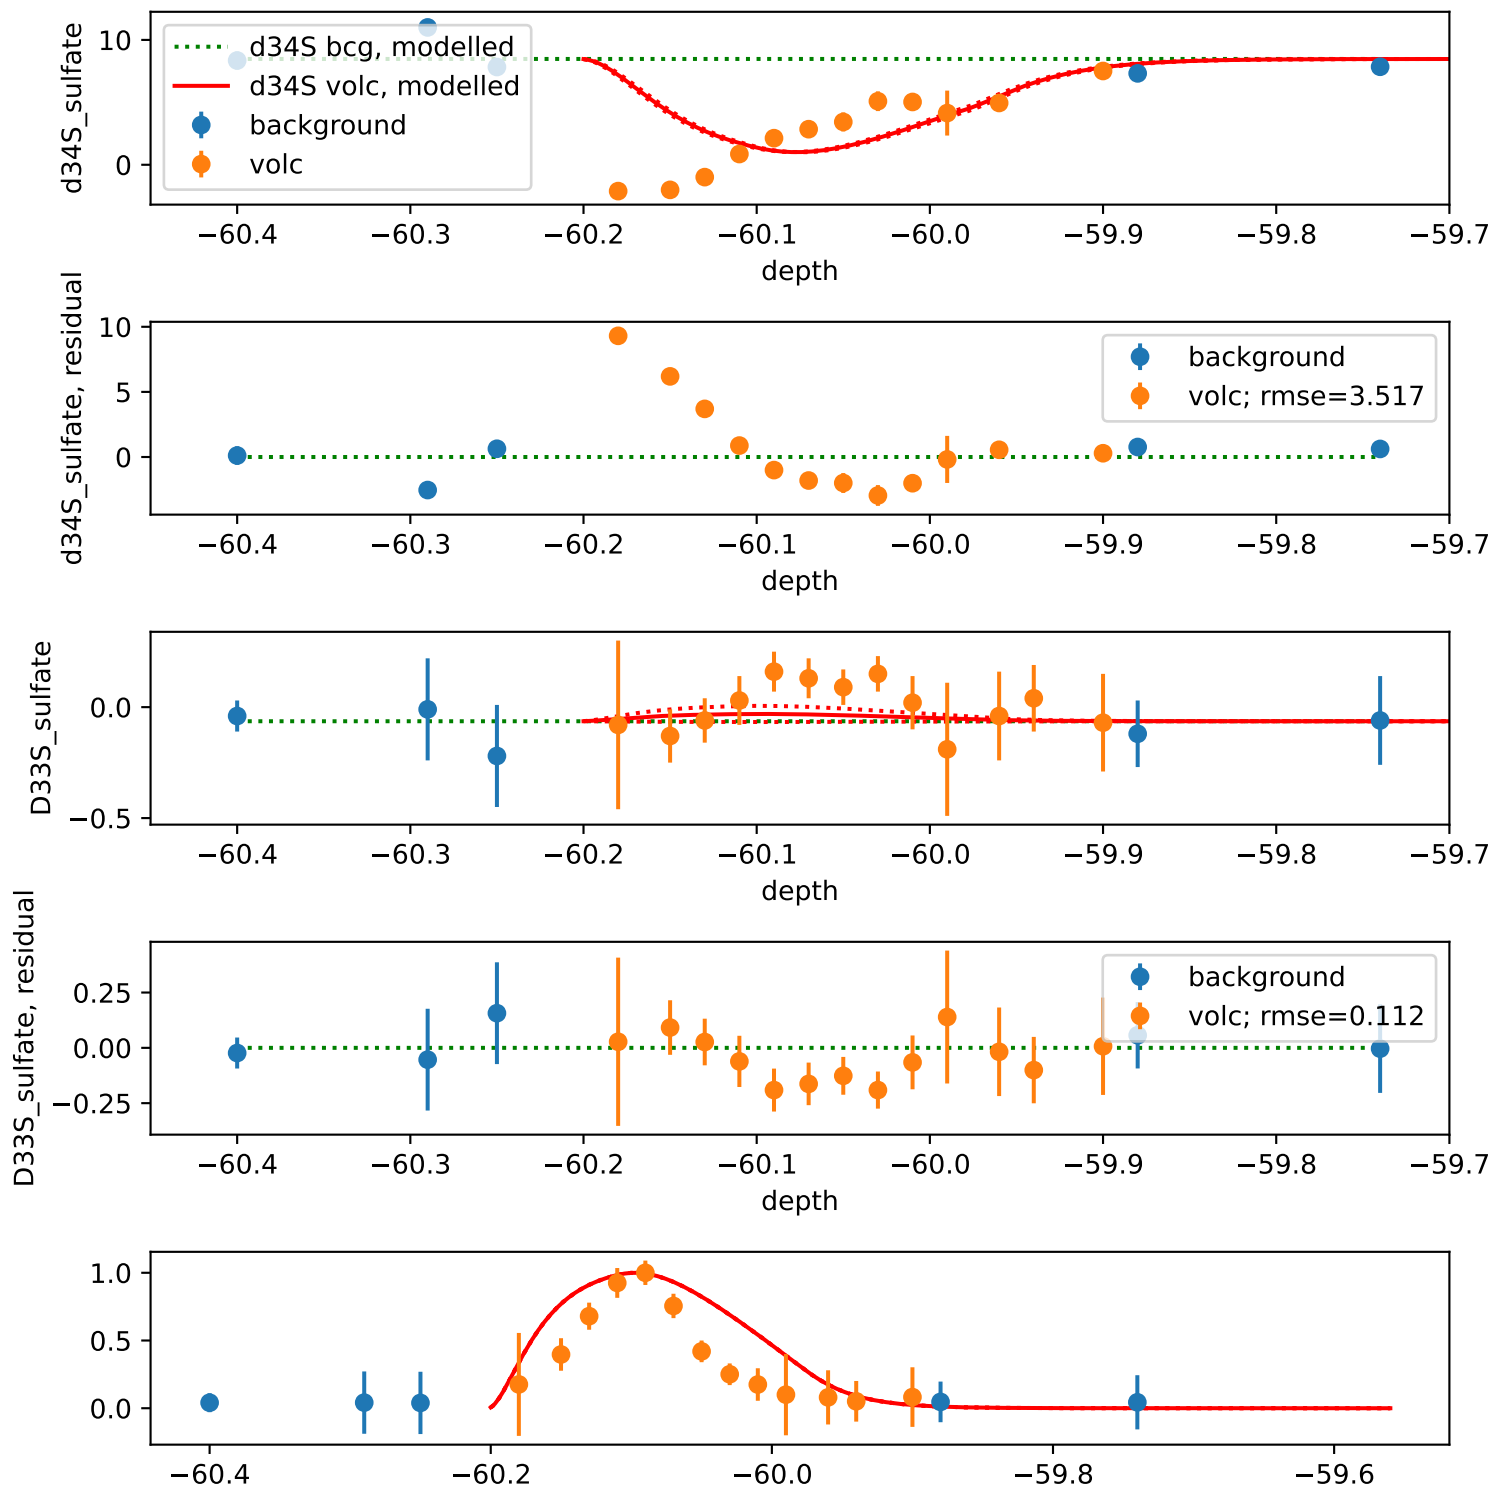 10
0
d34S_sulfate
d34S bcg, modelled
d34S volc, modelled
background
volc
−60.4 −60.3 −60.2 −60.1 −60.0 −59.9 −59.8 −59.7
depth
10
5
0
d34S_sulfate, residual
background
volc; rmse=3.517
−60.4 −60.3 −60.2 −60.1 −60.0 −59.9 −59.8 −59.7
depth
0.0
−0.5
D33S_sulfate
−60.4 −60.3 −60.2 −60.1 −60.0 −59.9 −59.8 −59.7
depth
0.25
0.00
−0.25
D33S_sulfate, residual
background
volc; rmse=0.112
−60.4 −60.3 −60.2 −60.1 −60.0 −59.9 −59.8 −59.7
depth
1.0
0.5
0.0
−60.4 −60.2 −60.0 −59.8 −59.6